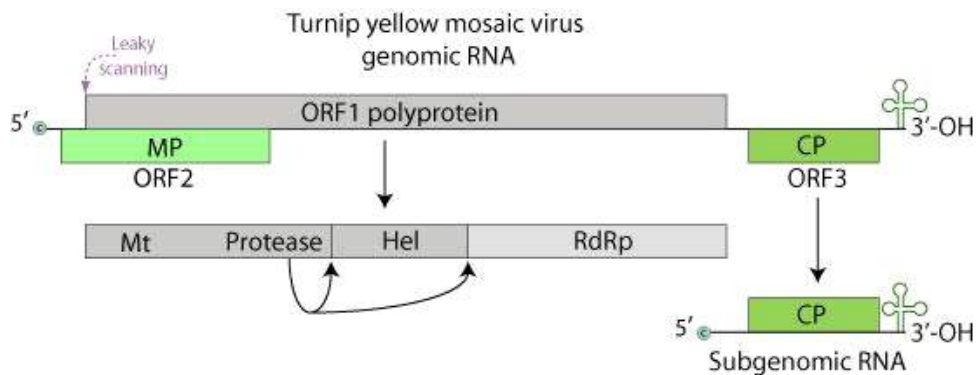 Turnip yellow mosaic virus
genomic RNA
Leaky
scanning
ORF1 polyprotein
5′ c 3′-OH
MP CP
ORF2 ORF3
Mt Protease Hel RdRp
CP
5′ c 3′-OH
Subgenomic RNA